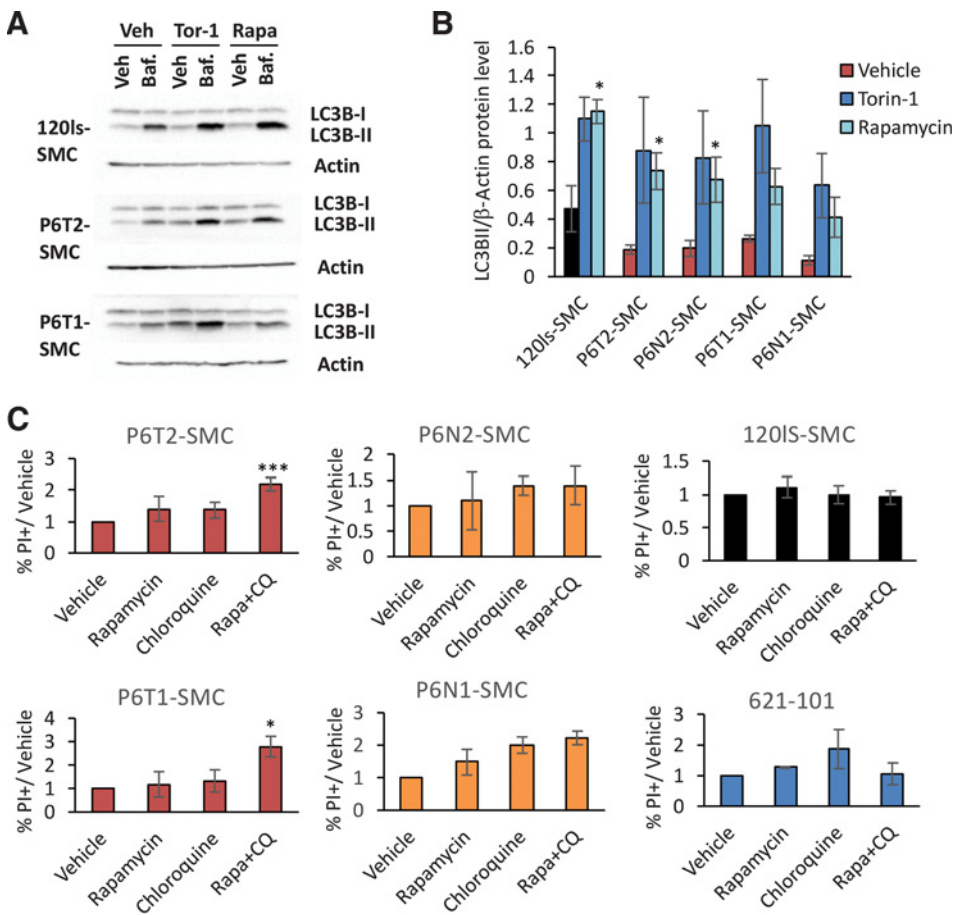 A
Veh Tor-1 Rapa
Veh Baf. Veh Baf. Veh Baf.
120ls-SMC
LC3B-I
LC3B-II
Actin
P6T2-SMC
LC3B-I
LC3B-II
Actin
P6T1-SMC
LC3B-I
LC3B-II
Actin
B
LC3BII/β-Actin protein level
1.6
1.4
1.2
1
0.8
0.6
0.4
0.2
0
* * *
Vehicle
Torin-1
Rapamycin
120ls-SMC P6T2-SMC P6N2-SMC P6T1-SMC P6N1-SMC
C
P6T2-SMC
% PI+/ Vehicle
3
2
1
0
***
Vehicle Rapamycin Chloroquine Rapa+CQ
P6N2-SMC
% PI+/ Vehicle
2
1.5
1
0.5
0
Vehicle Rapamycin Chloroquine Rapa+CQ
120lS-SMC
% PI+/ Vehicle
1.5
1
0.5
0
Vehicle Rapamycin Chloroquine Rapa+CQ
P6T1-SMC
% PI+/ Vehicle
4
3
2
1
0
*
Vehicle Rapamycin Chloroquine Rapa+CQ
P6N1-SMC
% PI+/ Vehicle
3
2
1
0
Vehicle Rapamycin Chloroquine Rapa+CQ
621-101
% PI+/ Vehicle
3
2
1
0
Vehicle Rapamycin Chloroquine Rapa+CQ